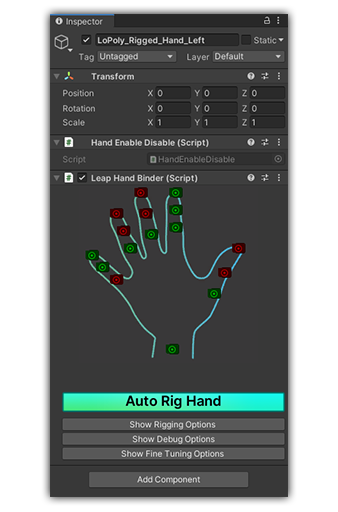 Inspector
LoPoly_Rigged_Hand_Left Static
Tag Untagged Layer Default
Transform
Position X 0 Y 0 Z 0
Rotation X 0 Y 0 Z 0
Scale X 1 Y 1 Z 1
Hand Enable Disable (Script)
Script HandEnableDisable
Leap Hand Binder (Script)
Auto Rig Hand
Show Rigging Options
Show Debug Options
Show Fine Tuning Options
Add Component